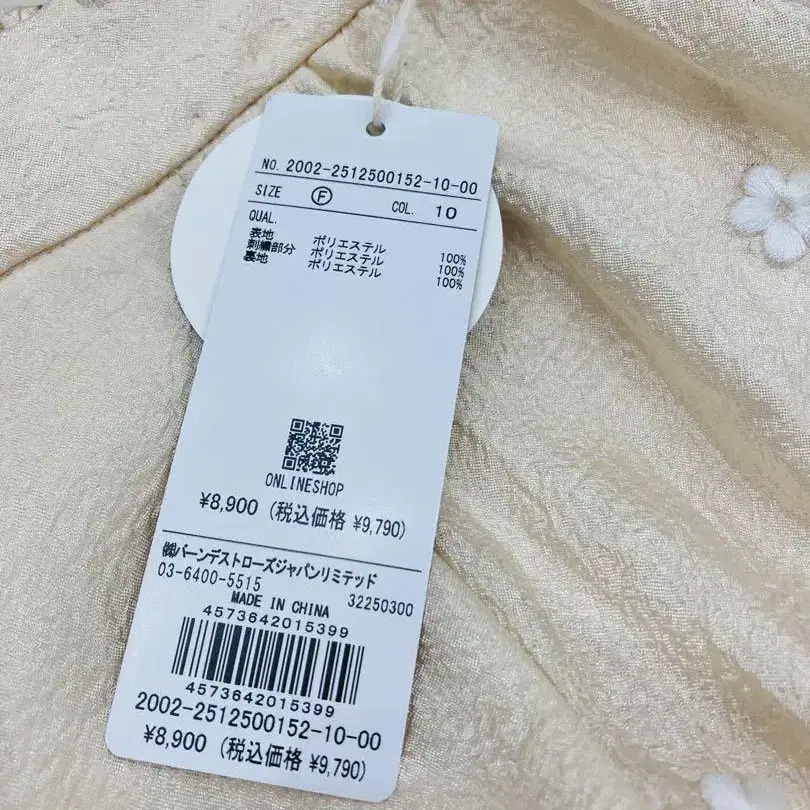 NO. 2002-2512500152-10-00
SIZE Ⓕ COL. 10
QUAL.
表地 ポリエステル 100%
刺繍部分 ポリエステル 100%
裏地 ポリエステル 100%
ONLINESHOP
¥8,900 (税込価格 ¥9,790)
㈱バーンデストローズジャパンリミテッド
03-6400-5515
MADE IN CHINA 32250300
4573642015399
4573642015399
2002-2512500152-10-00
¥8,900 (税込価格 ¥9,790)